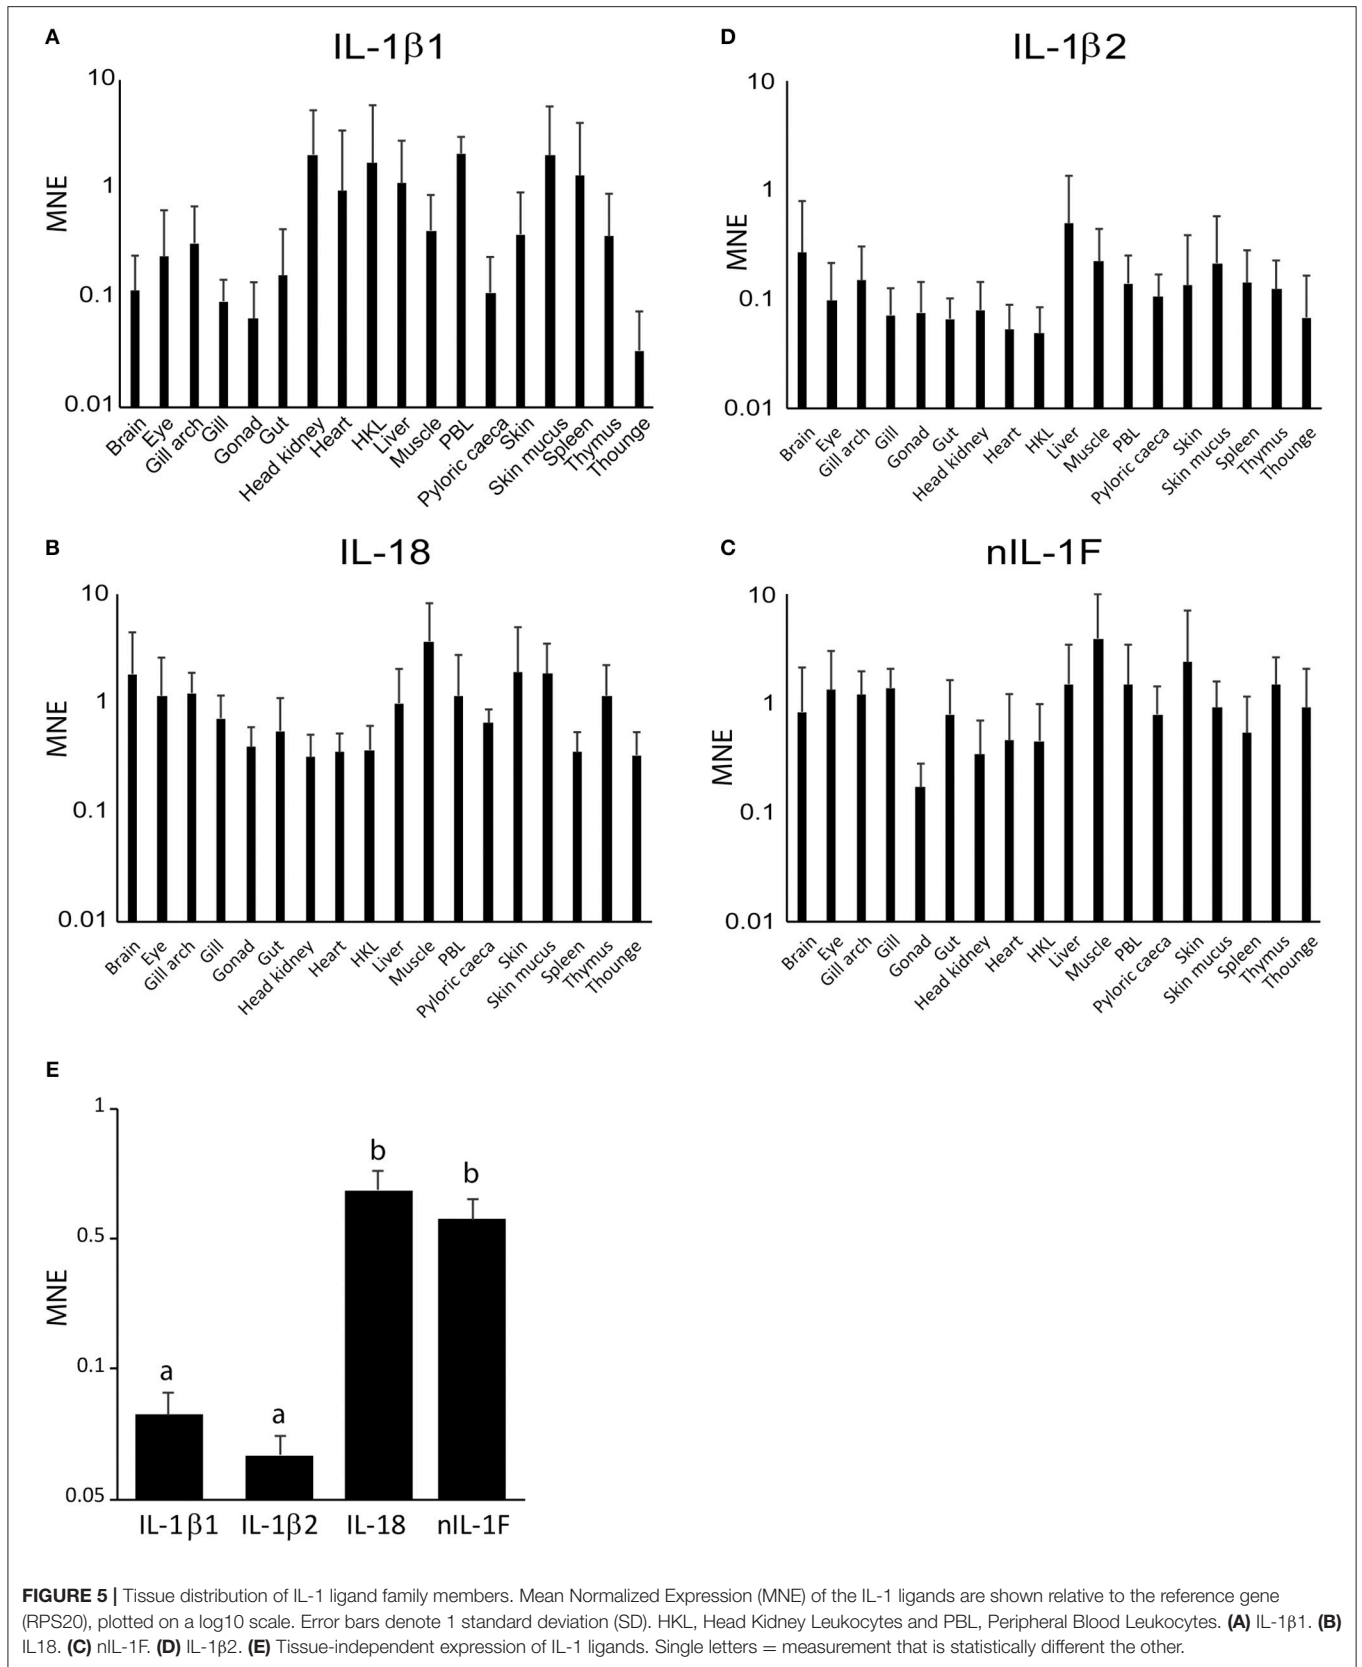 A
IL-1β1
10
1
0.1
0.01
MNE
Brain
Eye
Gill arch
Gill
Gonad
Gut
Head kidney
Heart
HKL
Liver
Muscle
PBL
Pyloric caeca
Skin
Skin mucus
Spleen
Thymus
Thounge
D
IL-1β2
10
1
0.1
0.01
MNE
Brain
Eye
Gill arch
Gill
Gonad
Gut
Head kidney
Heart
HKL
Liver
Muscle
PBL
Pyloric caeca
Skin
Skin mucus
Spleen
Thymus
Thounge
B
IL-18
10
1
0.1
0.01
MNE
Brain
Eye
Gill arch
Gill
Gonad
Gut
Head kidney
Heart
HKL
Liver
Muscle
PBL
Pyloric caeca
Skin
Skin mucus
Spleen
Thymus
Thounge
C
nIL-1F
10
1
0.1
0.01
MNE
Brain
Eye
Gill arch
Gill
Gonad
Gut
Head kidney
Heart
HKL
Liver
Muscle
PBL
Pyloric caeca
Skin
Skin mucus
Spleen
Thymus
Thounge
E
1
0.5
0.1
0.05
MNE
a
a
b
b
IL-1β1 IL-1β2 IL-18 nIL-1F
FIGURE 5 | Tissue distribution of IL-1 ligand family members. Mean Normalized Expression (MNE) of the IL-1 ligands are shown relative to the reference gene
(RPS20), plotted on a log10 scale. Error bars denote 1 standard deviation (SD). HKL, Head Kidney Leukocytes and PBL, Peripheral Blood Leukocytes. (A) IL-1β1. (B)
IL18. (C) nIL-1F. (D) IL-1β2. (E) Tissue-independent expression of IL-1 ligands. Single letters = measurement that is statistically different the other.